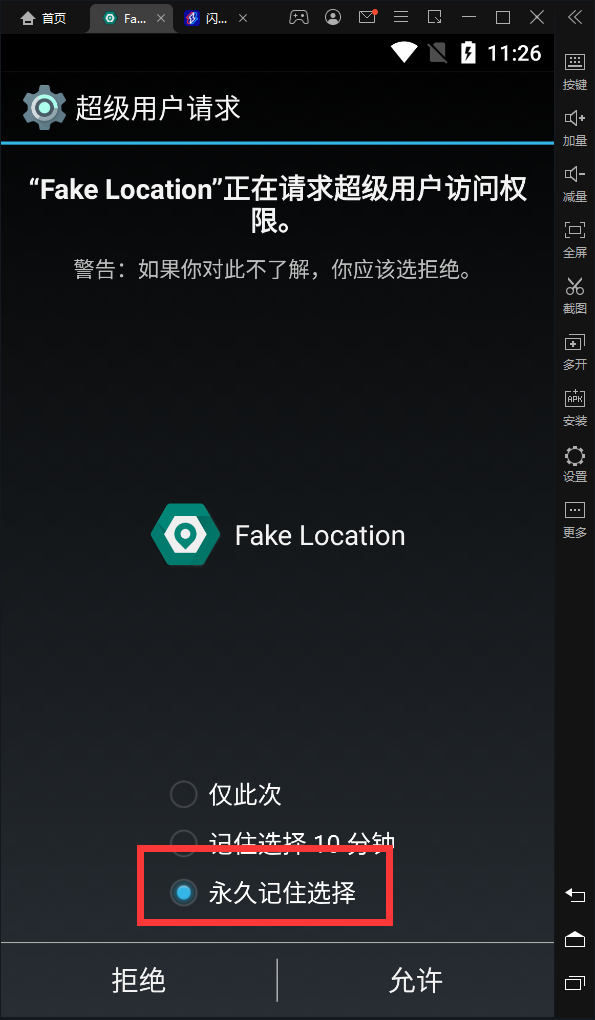 首页
Fa...
闪...
11:26
超级用户请求
“Fake Location”正在请求超级用户访问权
限。
警告：如果你对此不了解，你应该选拒绝。
Fake Location
仅此次
记住选择 10 分钟
永久记住选择
拒绝
允许
按键
加量
减量
全屏
截图
多开
APK
安装
设置
更多